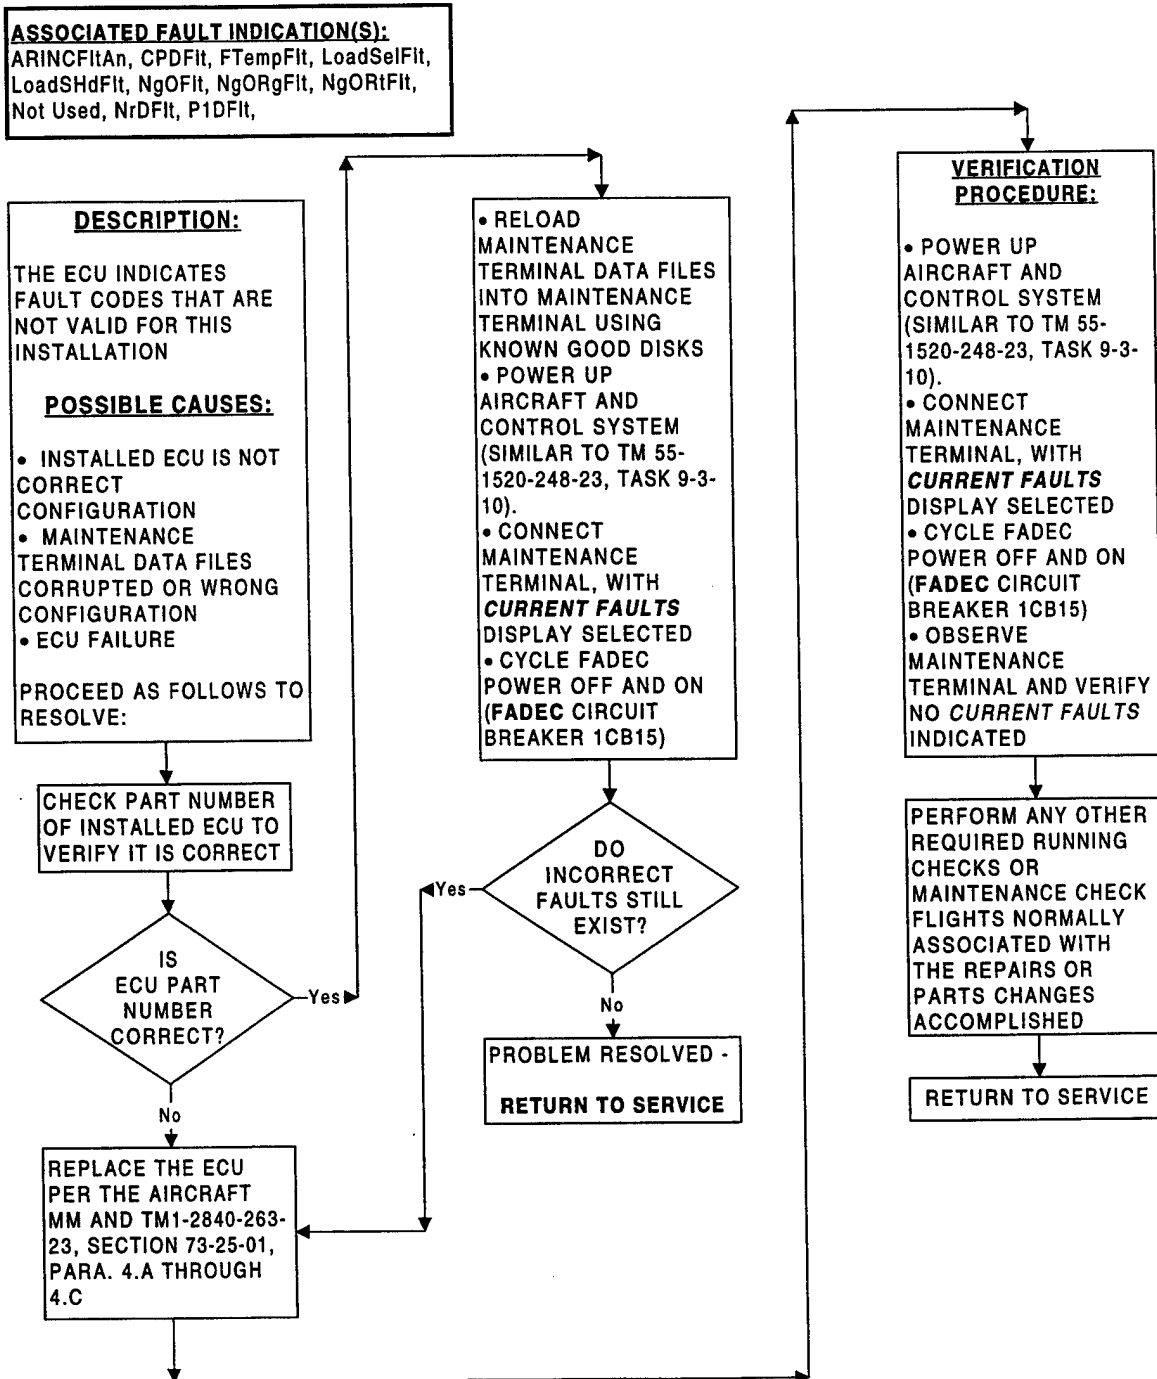 ASSOCIATED FAULT INDICATION(S):
ARINCFltAn, CPDFlt, FTempFlt, LoadSelFlt,
LoadSHdFlt, NgOFlt, NgORgFlt, NgORtFlt,
Not Used, NrDFlt, P1DFlt,
DESCRIPTION:
THE ECU INDICATES
FAULT CODES THAT ARE
NOT VALID FOR THIS
INSTALLATION
POSSIBLE CAUSES:
• INSTALLED ECU IS NOT
CORRECT
CONFIGURATION
• MAINTENANCE
TERMINAL DATA FILES
CORRUPTED OR WRONG
CONFIGURATION
• ECU FAILURE
PROCEED AS FOLLOWS TO
RESOLVE:
CHECK PART NUMBER
OF INSTALLED ECU TO
VERIFY IT IS CORRECT
IS
ECU PART
NUMBER
CORRECT?
Yes
No
REPLACE THE ECU
PER THE AIRCRAFT
MM AND TM1-2840-263-
23, SECTION 73-25-01,
PARA. 4.A THROUGH
4.C
• RELOAD
MAINTENANCE
TERMINAL DATA FILES
INTO MAINTENANCE
TERMINAL USING
KNOWN GOOD DISKS
• POWER UP
AIRCRAFT AND
CONTROL SYSTEM
(SIMILAR TO TM 55-
1520-248-23, TASK 9-3-
10).
• CONNECT
MAINTENANCE
TERMINAL, WITH
CURRENT FAULTS
DISPLAY SELECTED
• CYCLE FADEC
POWER OFF AND ON
(FADEC CIRCUIT
BREAKER 1CB15)
DO
INCORRECT
FAULTS STILL
EXIST?
Yes
No
PROBLEM RESOLVED -
RETURN TO SERVICE
VERIFICATION
PROCEDURE:
• POWER UP
AIRCRAFT AND
CONTROL SYSTEM
(SIMILAR TO TM 55-
1520-248-23, TASK 9-3-
10).
• CONNECT
MAINTENANCE
TERMINAL, WITH
CURRENT FAULTS
DISPLAY SELECTED
• CYCLE FADEC
POWER OFF AND ON
(FADEC CIRCUIT
BREAKER 1CB15)
• OBSERVE
MAINTENANCE
TERMINAL AND VERIFY
NO CURRENT FAULTS
INDICATED
PERFORM ANY OTHER
REQUIRED RUNNING
CHECKS OR
MAINTENANCE CHECK
FLIGHTS NORMALLY
ASSOCIATED WITH
THE REPAIRS OR
PARTS CHANGES
ACCOMPLISHED
RETURN TO SERVICE